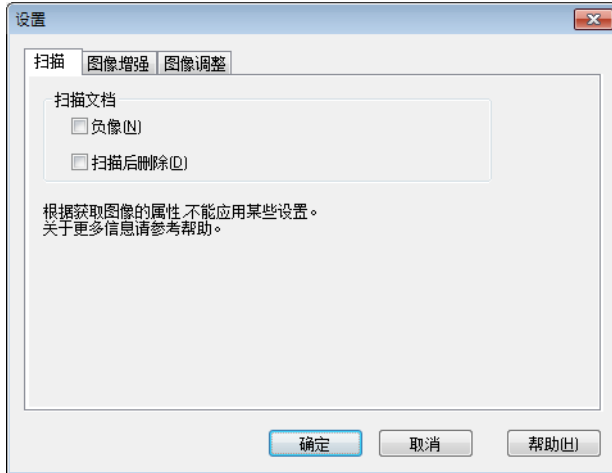 设置
扫描 图像增强 图像调整
扫描文档
负像(N)
扫描后删除(D)
根据获取图像的属性,不能应用某些设置。
关于更多信息请参考帮助。
确定 取消 帮助(H)